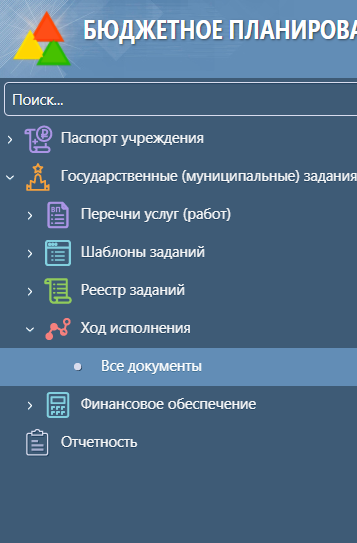 БЮДЖЕТНОЕ ПЛАНИРОВА
Поиск...
Паспорт учреждения
Государственные (муниципальные) задания
ВП
Перечни услуг (работ)
Шаблоны заданий
Реестр заданий
Ход исполнения
Все документы
Финансовое обеспечение
Отчетность